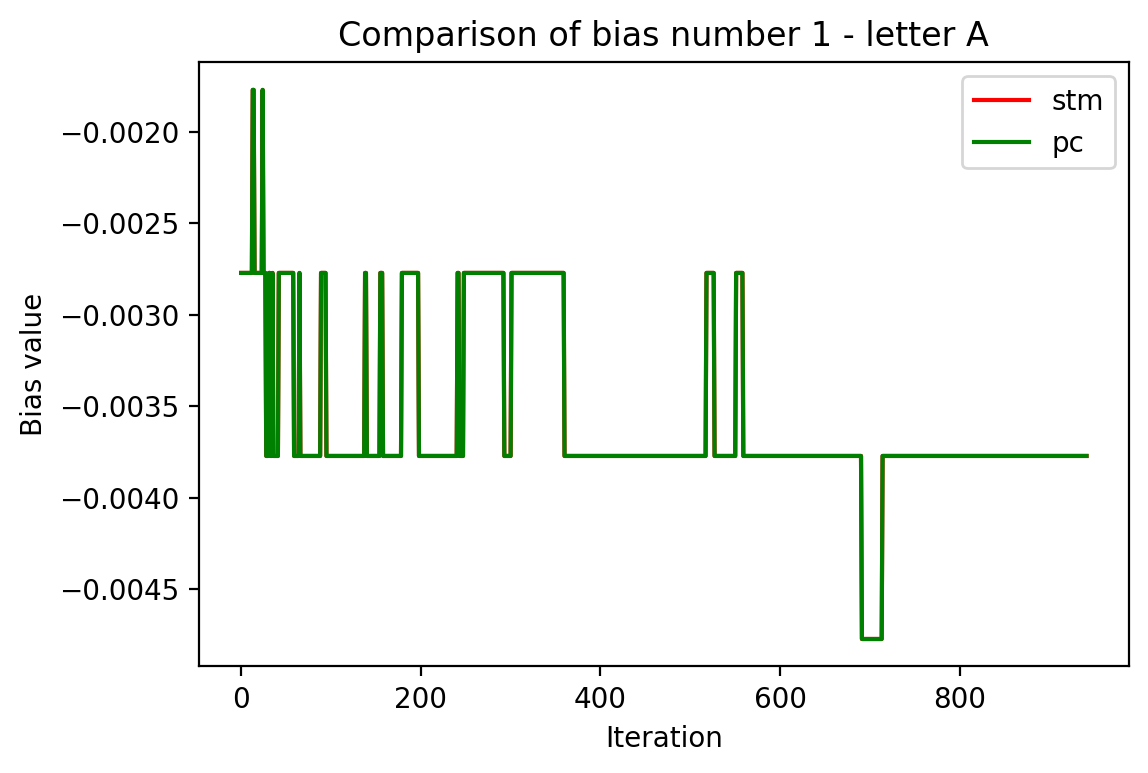 Comparison of bias number 1 - letter A
stm
pc
Bias value
−0.0020
−0.0025
−0.0030
−0.0035
−0.0040
−0.0045
0 200 400 600 800
Iteration